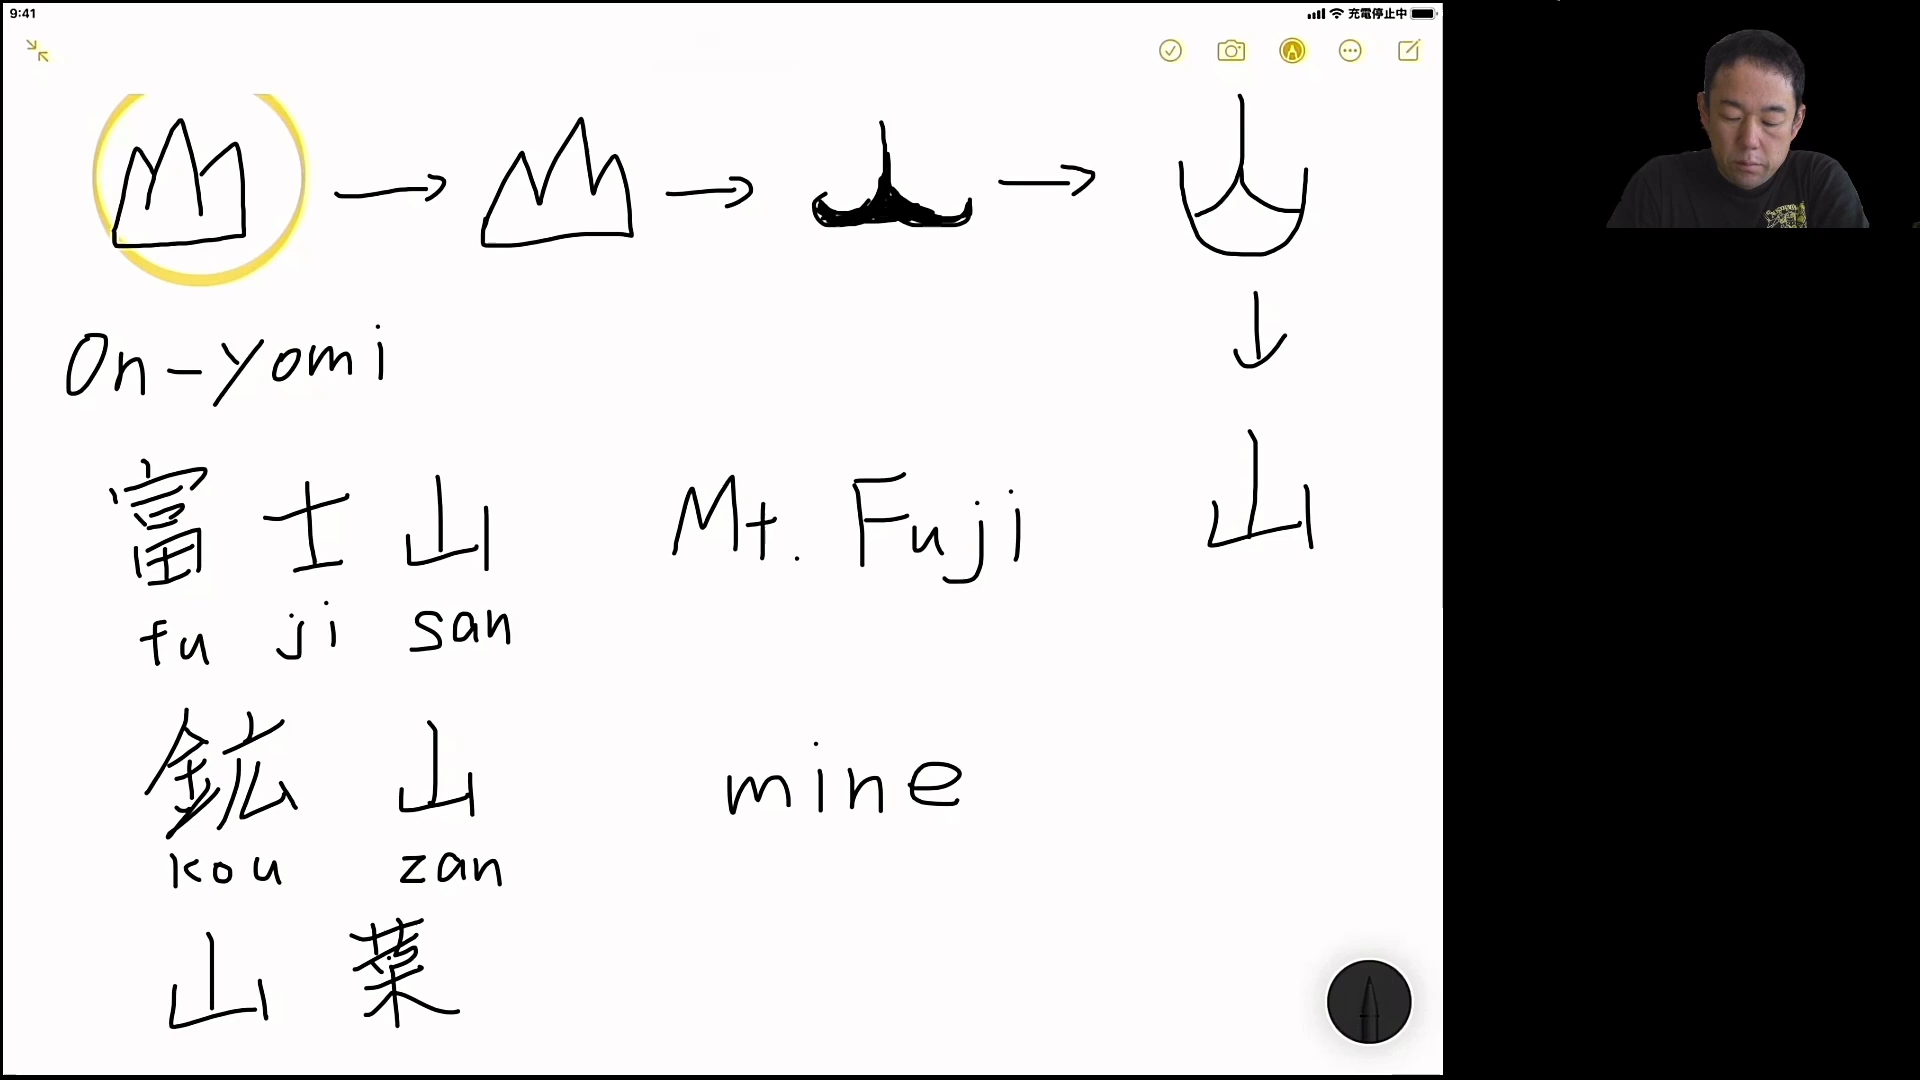 9:41 充電停止中
On-yomi
富士山 Mt. Fuji 山
fu ji san
鉱山 mine
kou zan
山菜